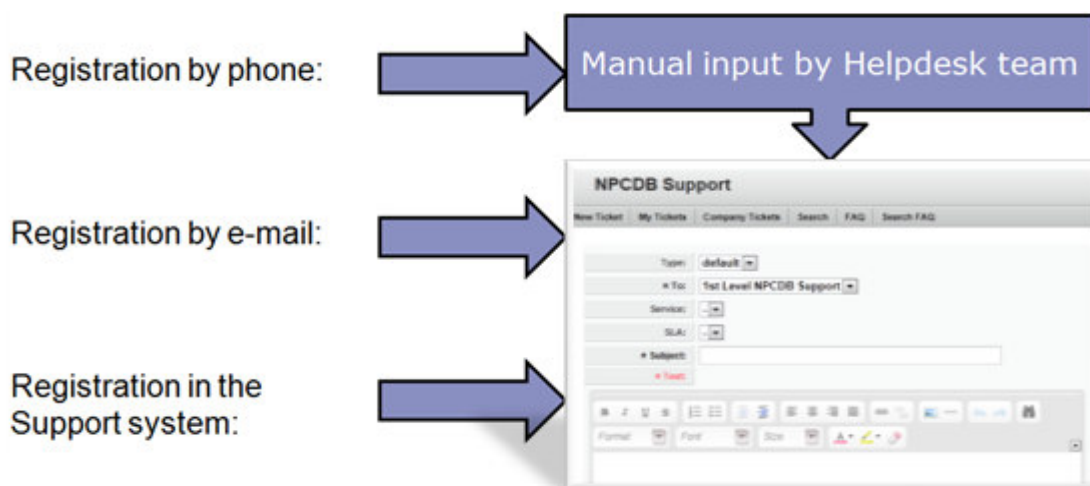 Registration by phone:
Manual input by Helpdesk team
Registration by e-mail:
Registration in the
Support system:
NPCDB Support
New Ticket My Tickets Company Tickets Search FAQ Search FAQ
Type: default
* To: 1st Level NPCDB Support
Service: -
SLA: -
* Subject:
* Text:
B I U S
Format Font Size A